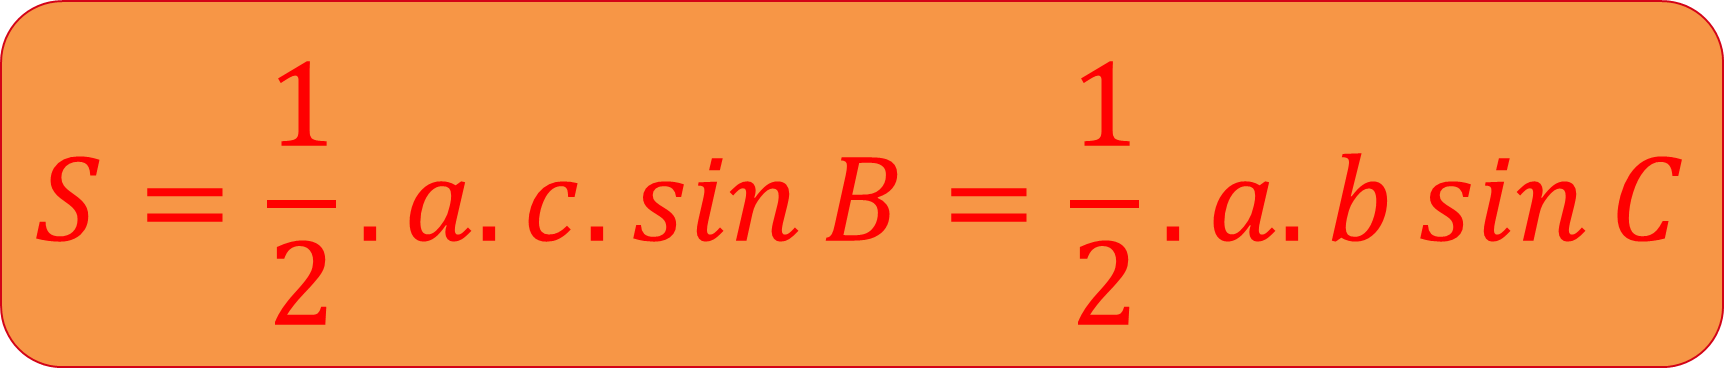 S = 1/2 . a. c. sin B = 1/2 . a. b sin C